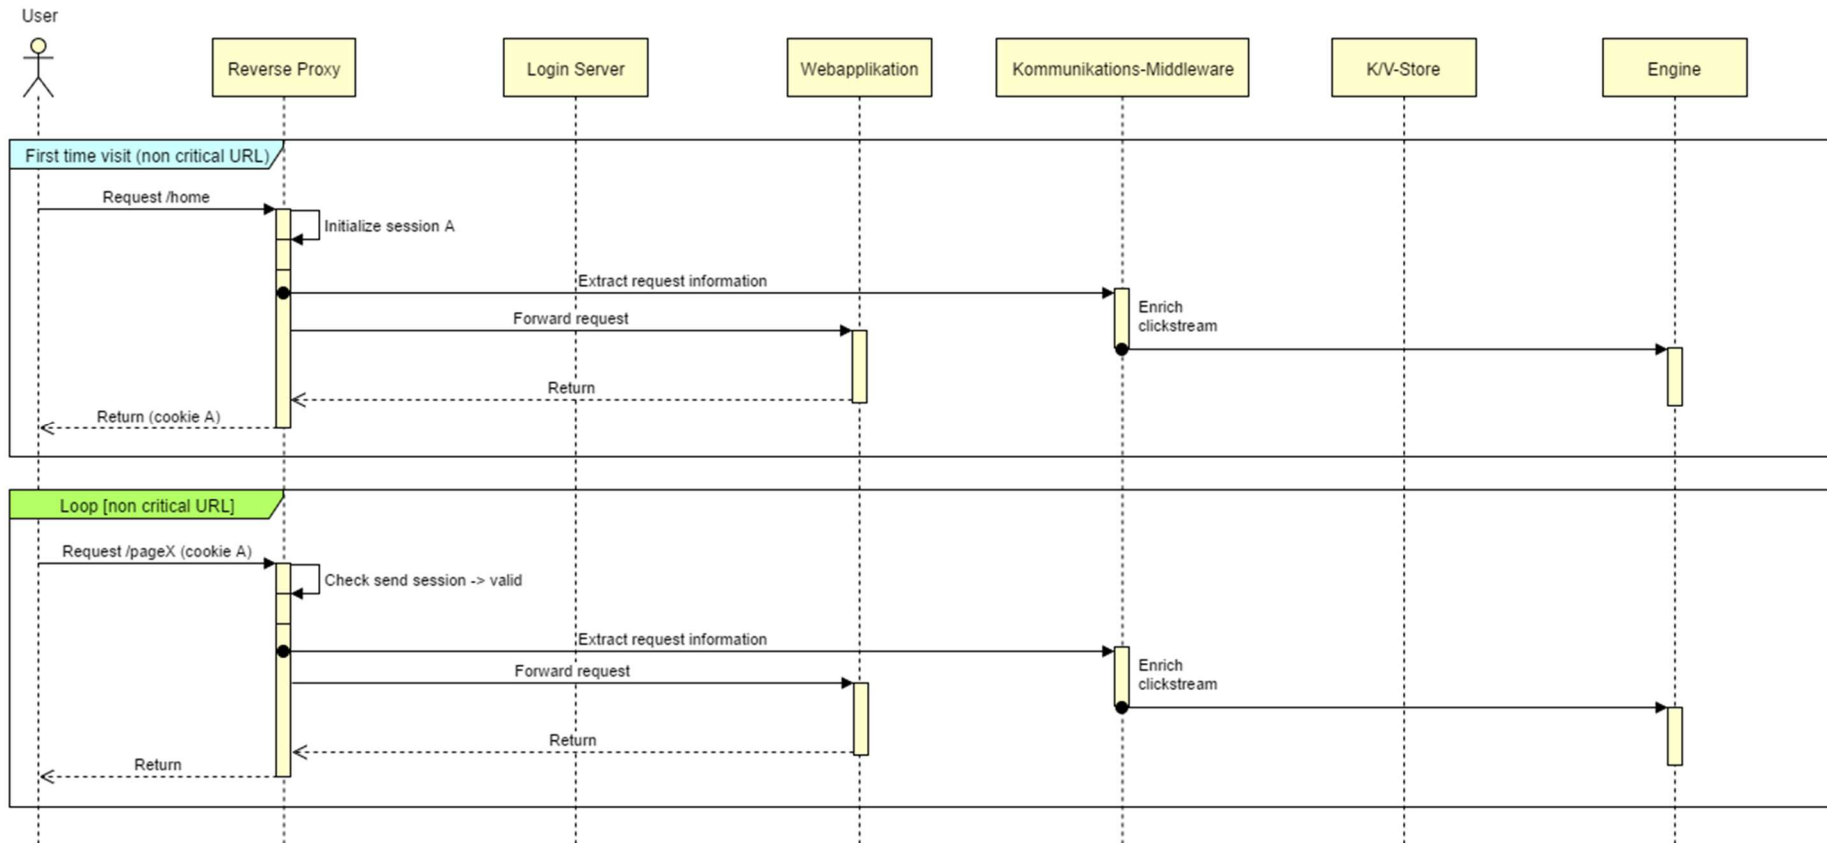 User
Reverse Proxy
Login Server
Webapplikation
Kommunikations-Middleware
K/V-Store
Engine
First time visit (non critical URL)
Request /home
Initialize session A
Extract request information
Enrich
clickstream
Forward request
Return
Return (cookie A)
Loop [non critical URL]
Request /pageX (cookie A)
Check send session -> valid
Extract request information
Enrich
clickstream
Forward request
Return
Return